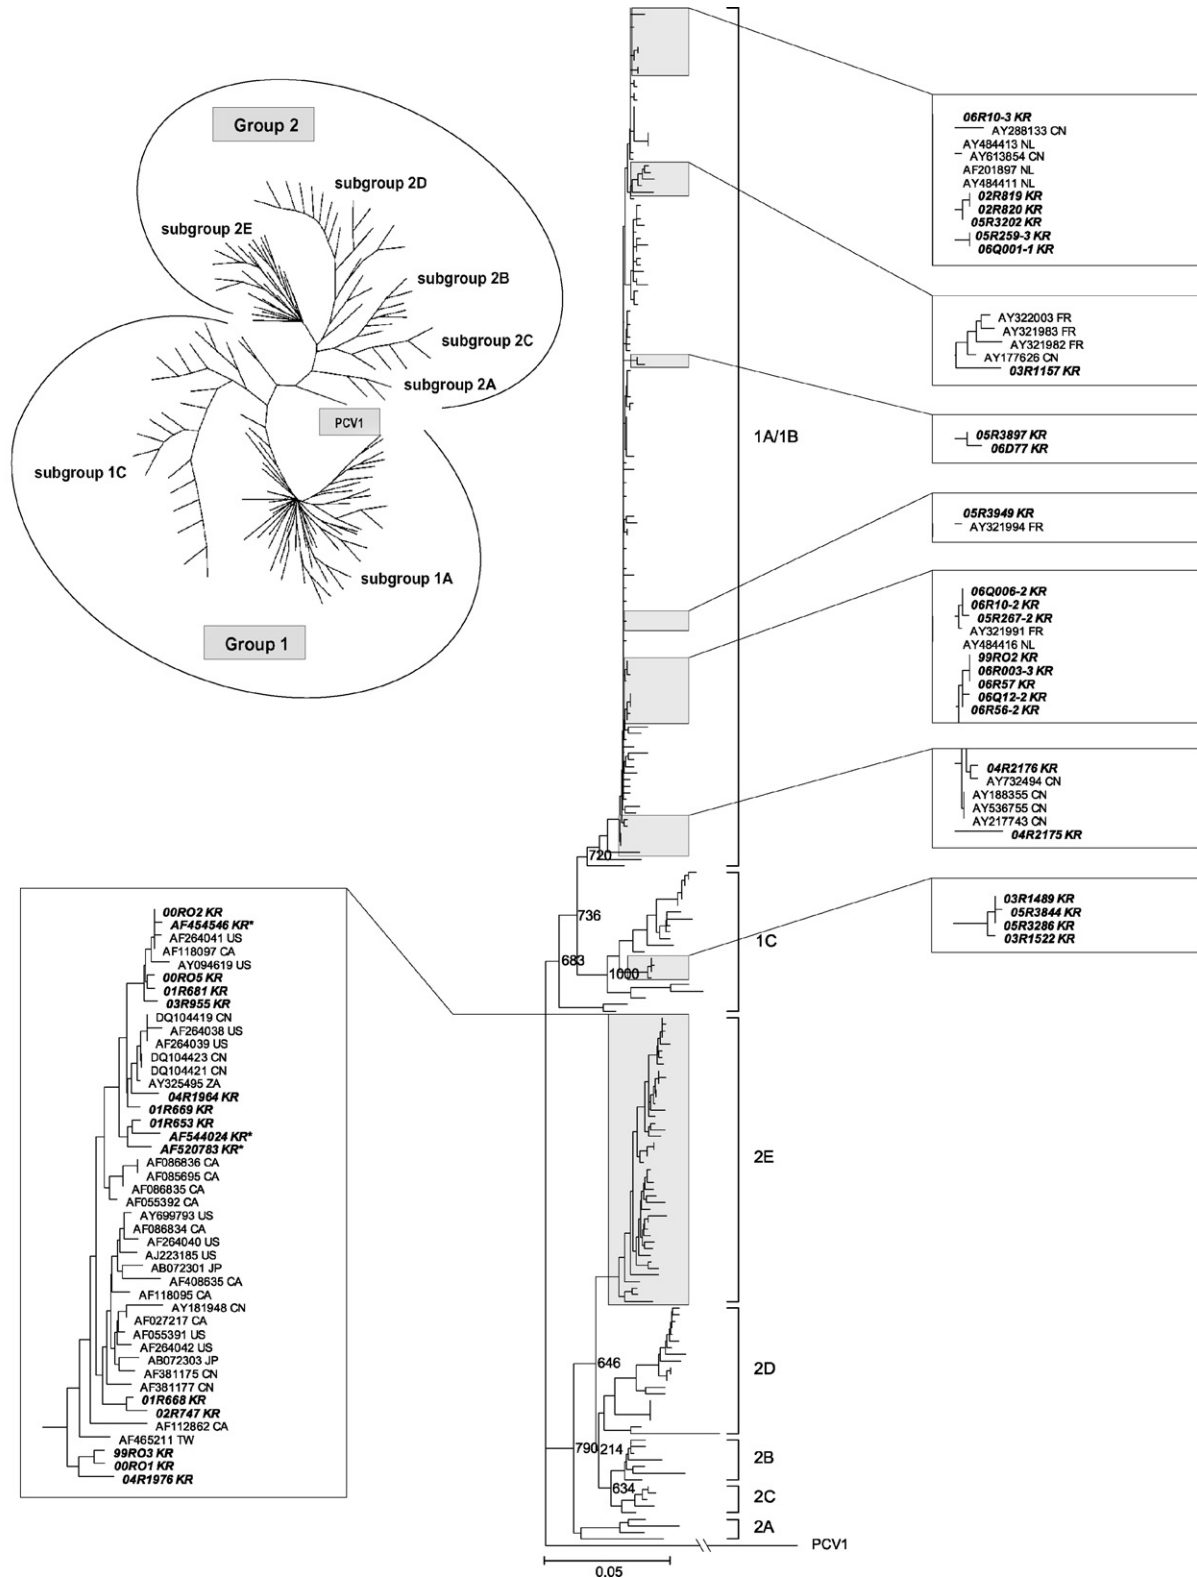 Group 2
subgroup 2D
subgroup 2E
subgroup 2B
subgroup 2C
subgroup 2A
PCV1
subgroup 1C
subgroup 1A
Group 1
00RO2 KR
AF454546 KR*
AF264041 US
AF118097 CA
AY094619 US
00RO5 KR
01R681 KR
03R955 KR
DQ104419 CN
AF264038 US
AF264039 US
DQ104423 CN
DQ104421 CN
AY325495 ZA
04R1964 KR
01R669 KR
01R653 KR
AF544024 KR*
AF520783 KR*
AF086836 CA
AF085695 CA
AF086835 CA
AF055392 CA
AY699793 US
AF086834 CA
AF264040 US
AJ223185 US
AB072301 JP
AF408635 CA
AF118095 CA
AY181948 CN
AF027217 CA
AF055391 US
AF264042 US
AB072303 JP
AF381175 CN
AF381177 CN
01R668 KR
02R747 KR
AF112862 CA
AF465211 TW
99RO3 KR
00RO1 KR
04R1976 KR
720
736
683
1000
646
790
214
634
1A/1B
1C
2E
2D
2B
2C
2A
PCV1
0.05
06R10-3 KR
AY288133 CN
AY484413 NL
AY613854 CN
AF201897 NL
AY484411 NL
02R819 KR
02R820 KR
05R3202 KR
05R259-3 KR
06Q001-1 KR
AY322003 FR
AY321983 FR
AY321982 FR
AY177626 CN
03R1157 KR
05R3897 KR
06D77 KR
05R3949 KR
AY321994 FR
06Q006-2 KR
06R10-2 KR
05R267-2 KR
AY321991 FR
AY484416 NL
99RO2 KR
06R003-3 KR
06R57 KR
06Q12-2 KR
06R56-2 KR
04R2176 KR
AY732494 CN
AY188355 CN
AY536755 CN
AY217743 CN
04R2175 KR
03R1489 KR
05R3844 KR
05R3286 KR
03R1522 KR